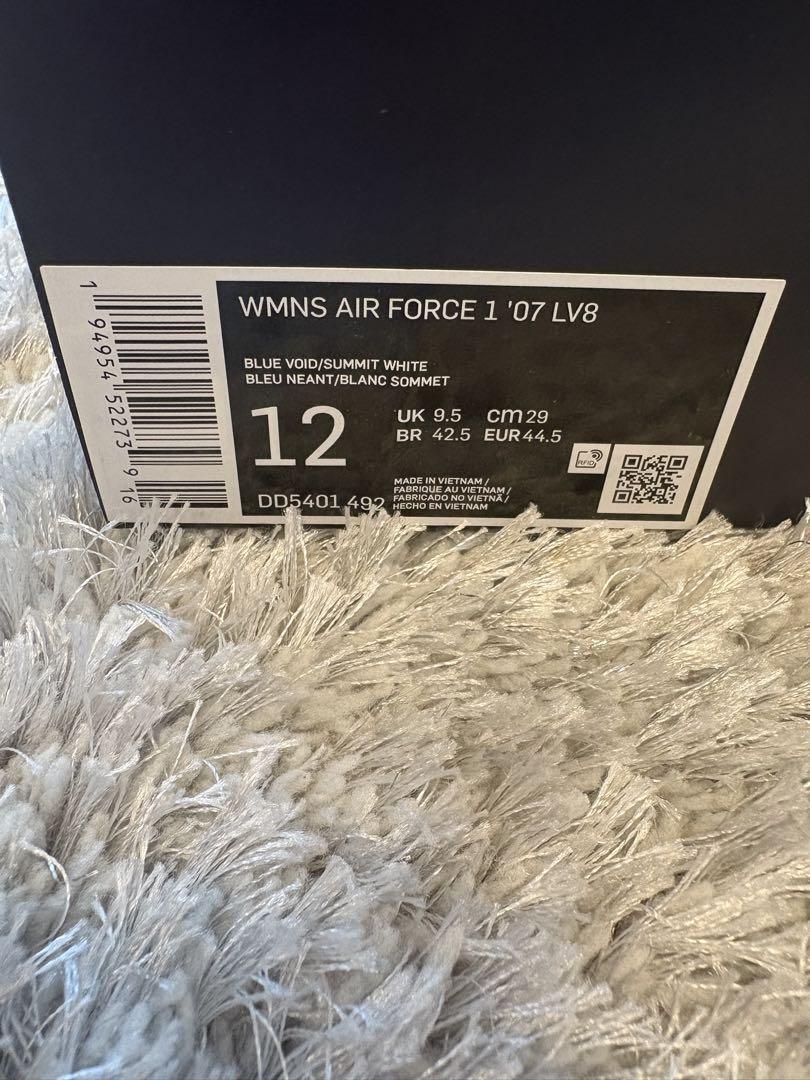 WMNS AIR FORCE 1 '07 LV8
BLUE VOID/SUMMIT WHITE
BLEU NEANT/BLANC SOMMET
12
UK 9.5 cm 29
BR 42.5 EUR 44.5
DD5401 492
MADE IN VIETNAM /
FABRIQUE AU VIETNAM /
FABRICADO NO VIETNÃ /
HECHO EN VIETNAM
RFID
1 94954 52273 9 16